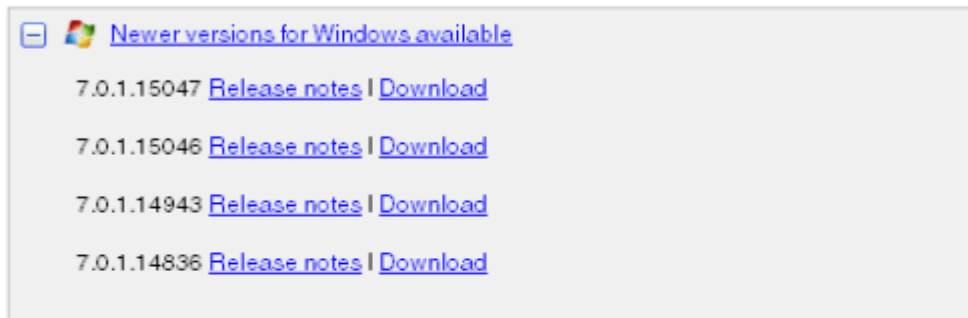 Newer versions for Windows available
7.0.1.15047 Release notes | Download
7.0.1.15046 Release notes | Download
7.0.1.14943 Release notes | Download
7.0.1.14836 Release notes | Download